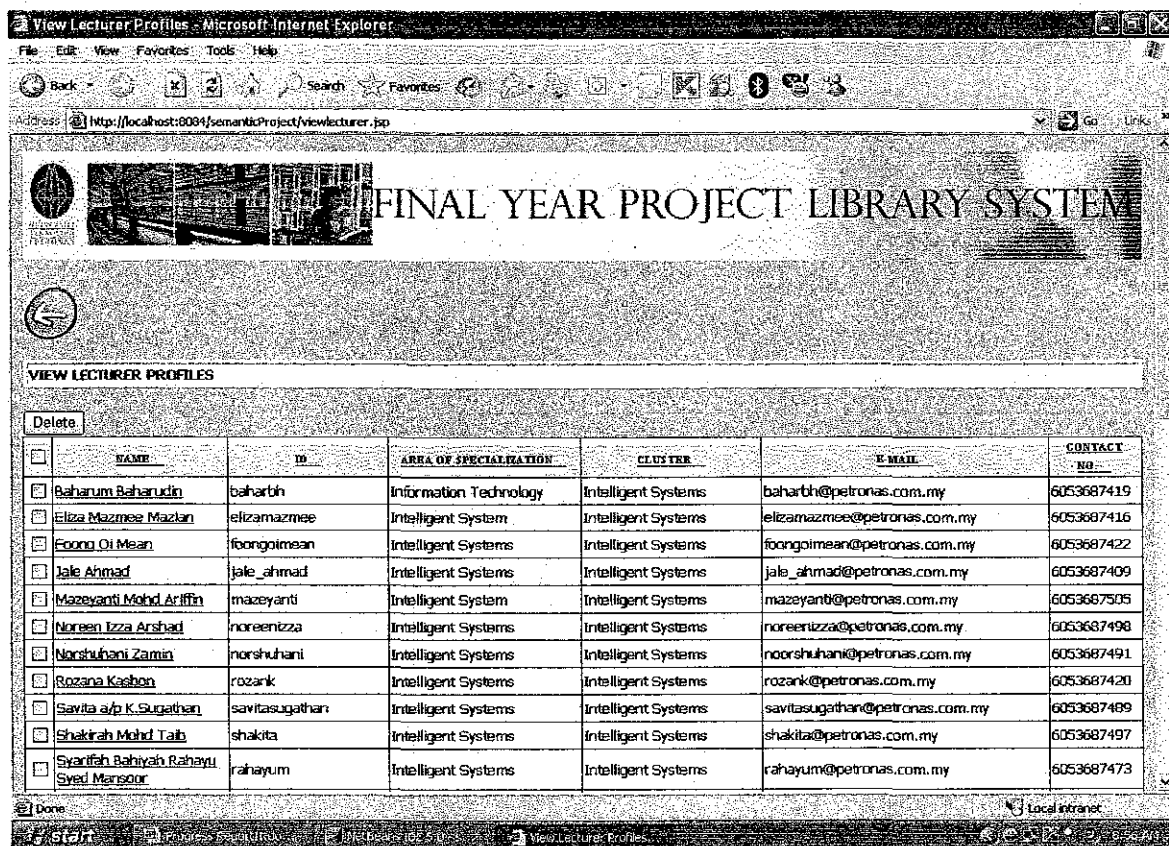 View Lecturer Profiles - Microsoft Internet Explorer
File Edit View Favorites Tools Help
Back Search Favorites
Address http://localhost:8084/semanticProject/viewlecturer.jsp Go Links
FINAL YEAR PROJECT LIBRARY SYSTEM
VIEW LECTURER PROFILES
Delete
NAME ID AREA OF SPECIALIZATION CLUSTER E-MAIL CONTACT NO.
Baharum Baharudin baharbh Information Technology Intelligent Systems baharbh@petronas.com.my 6053687419
Eliza Mazmee Mazlan elizamazmee Intelligent System Intelligent Systems elizamazmee@petronas.com.my 6053687416
Foong Oi Mean foongoimean Intelligent Systems Intelligent Systems foongoimean@petronas.com.my 6053687422
Jale Ahmad jale_ahmad Intelligent Systems Intelligent Systems jale_ahmad@petronas.com.my 6053687409
Mazeyanti Mohd Ariffin mazeyanti Intelligent System Intelligent Systems mazeyanti@petronas.com.my 6053687505
Noreen Izza Arshad noreenizza Intelligent Systems Intelligent Systems noreenizza@petronas.com.my 6053687498
Norshuhani Zamin norshuhani Intelligent Systems Intelligent Systems noorshuhani@petronas.com.my 6053687491
Rozana Kasbon rozank Intelligent Systems Intelligent Systems rozank@petronas.com.my 6053687420
Savita a/p K.Sugathan savitasugathan Intelligent Systems Intelligent Systems savitasugathan@petronas.com.my 6053687489
Shakirah Mohd Taib shakita Intelligent Systems Intelligent Systems shakita@petronas.com.my 6053687497
Syarifah Bahiyah Rahayu
Syed Mansoor rahayum Intelligent Systems Intelligent Systems rahayum@petronas.com.my 6053687473
Done Local intranet
start View Lecturer Profiles